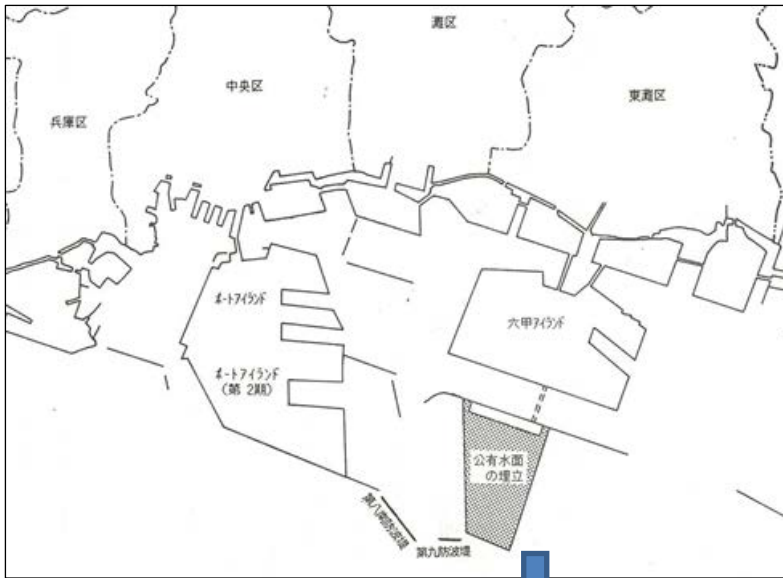 灘区
中央区
東灘区
兵庫区
ポートアイランド
六甲アイランド
ポートアイランド
(第2期)
公有水面
の埋立
第八南防波堤
第九防波堤